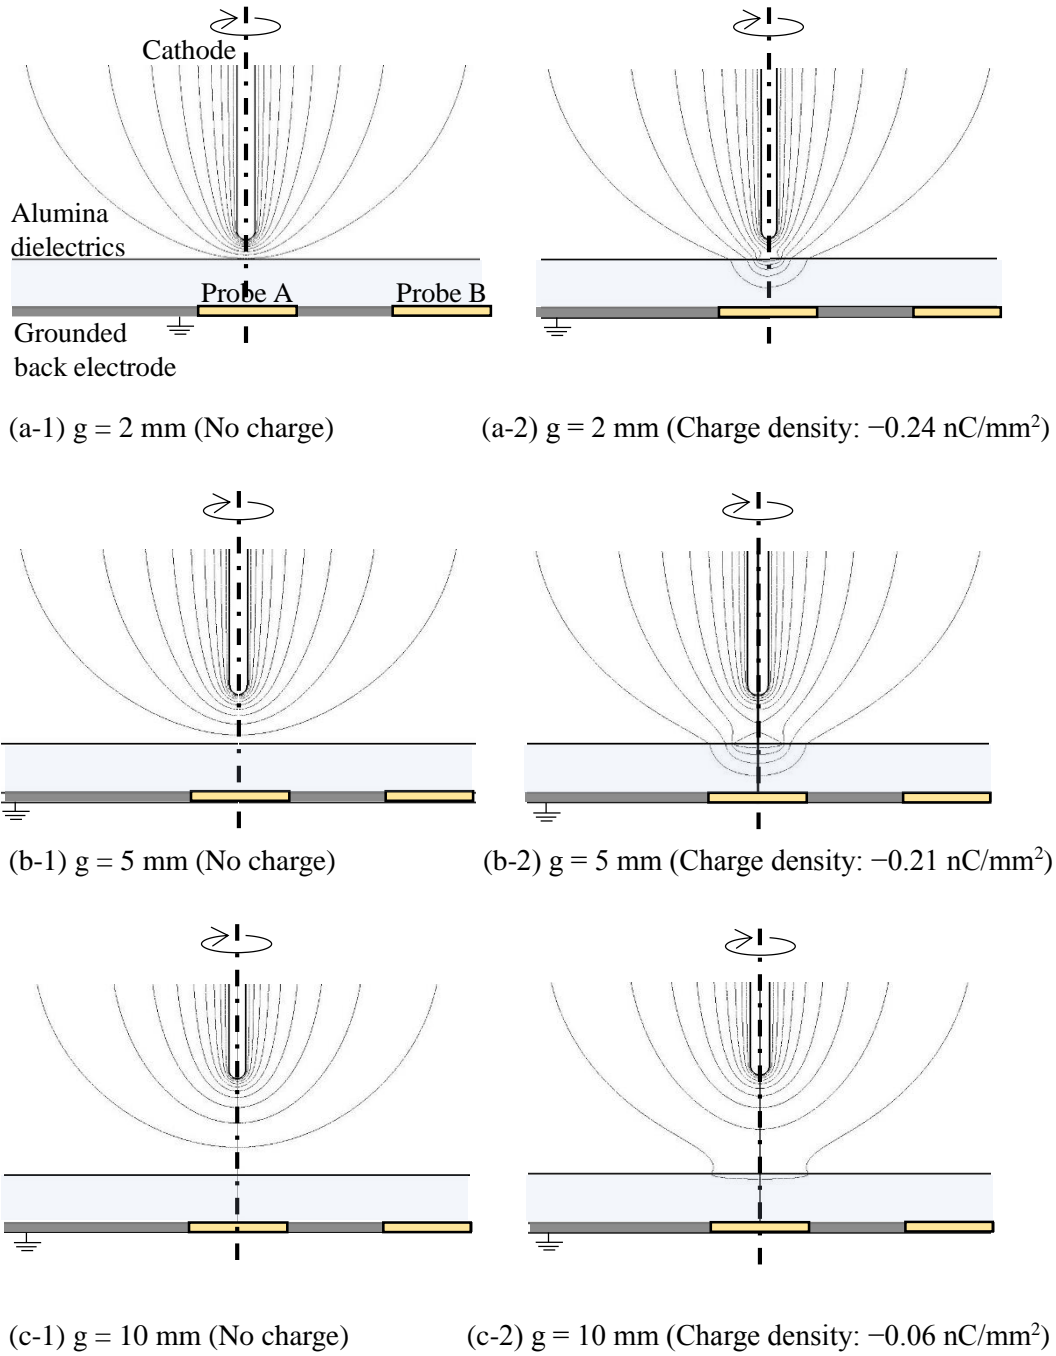 Cathode
Alumina
dielectrics
Probe A
Probe B
Grounded
back electrode
(a-1) g = 2 mm (No charge)
(a-2) g = 2 mm (Charge density: −0.24 nC/mm²)
(b-1) g = 5 mm (No charge)
(b-2) g = 5 mm (Charge density: −0.21 nC/mm²)
(c-1) g = 10 mm (No charge)
(c-2) g = 10 mm (Charge density: −0.06 nC/mm²)